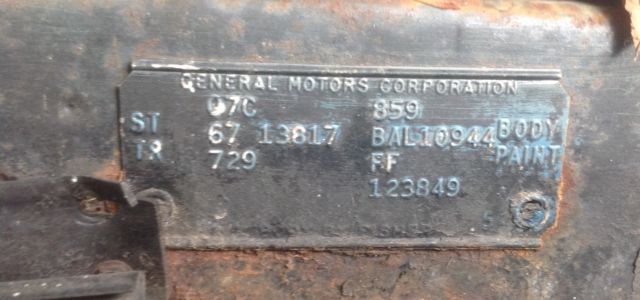 GENERAL MOTORS CORPORATION
07C 859
ST 67 13817 BAL10944 BODY
TR 729 FF PAINT
123849